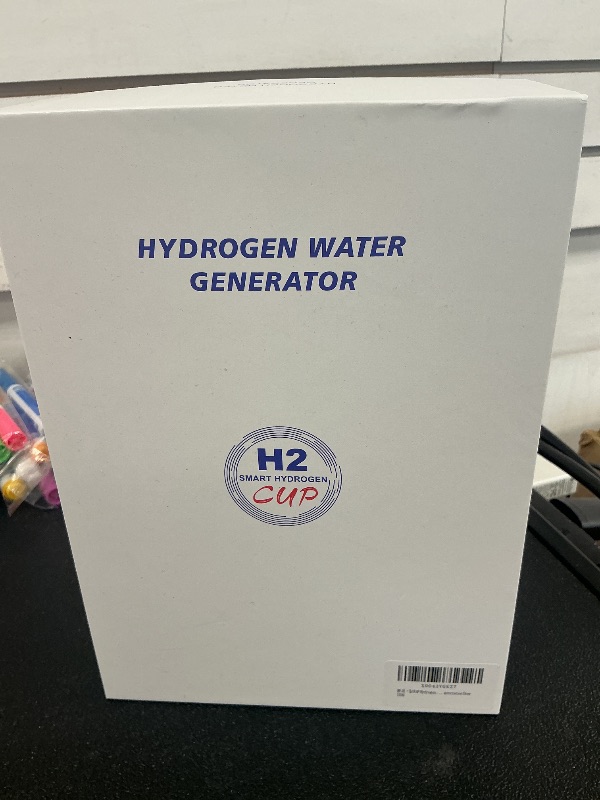 HYDROGEN WATER
GENERATOR
H2
SMART HYDROGEN
CUP